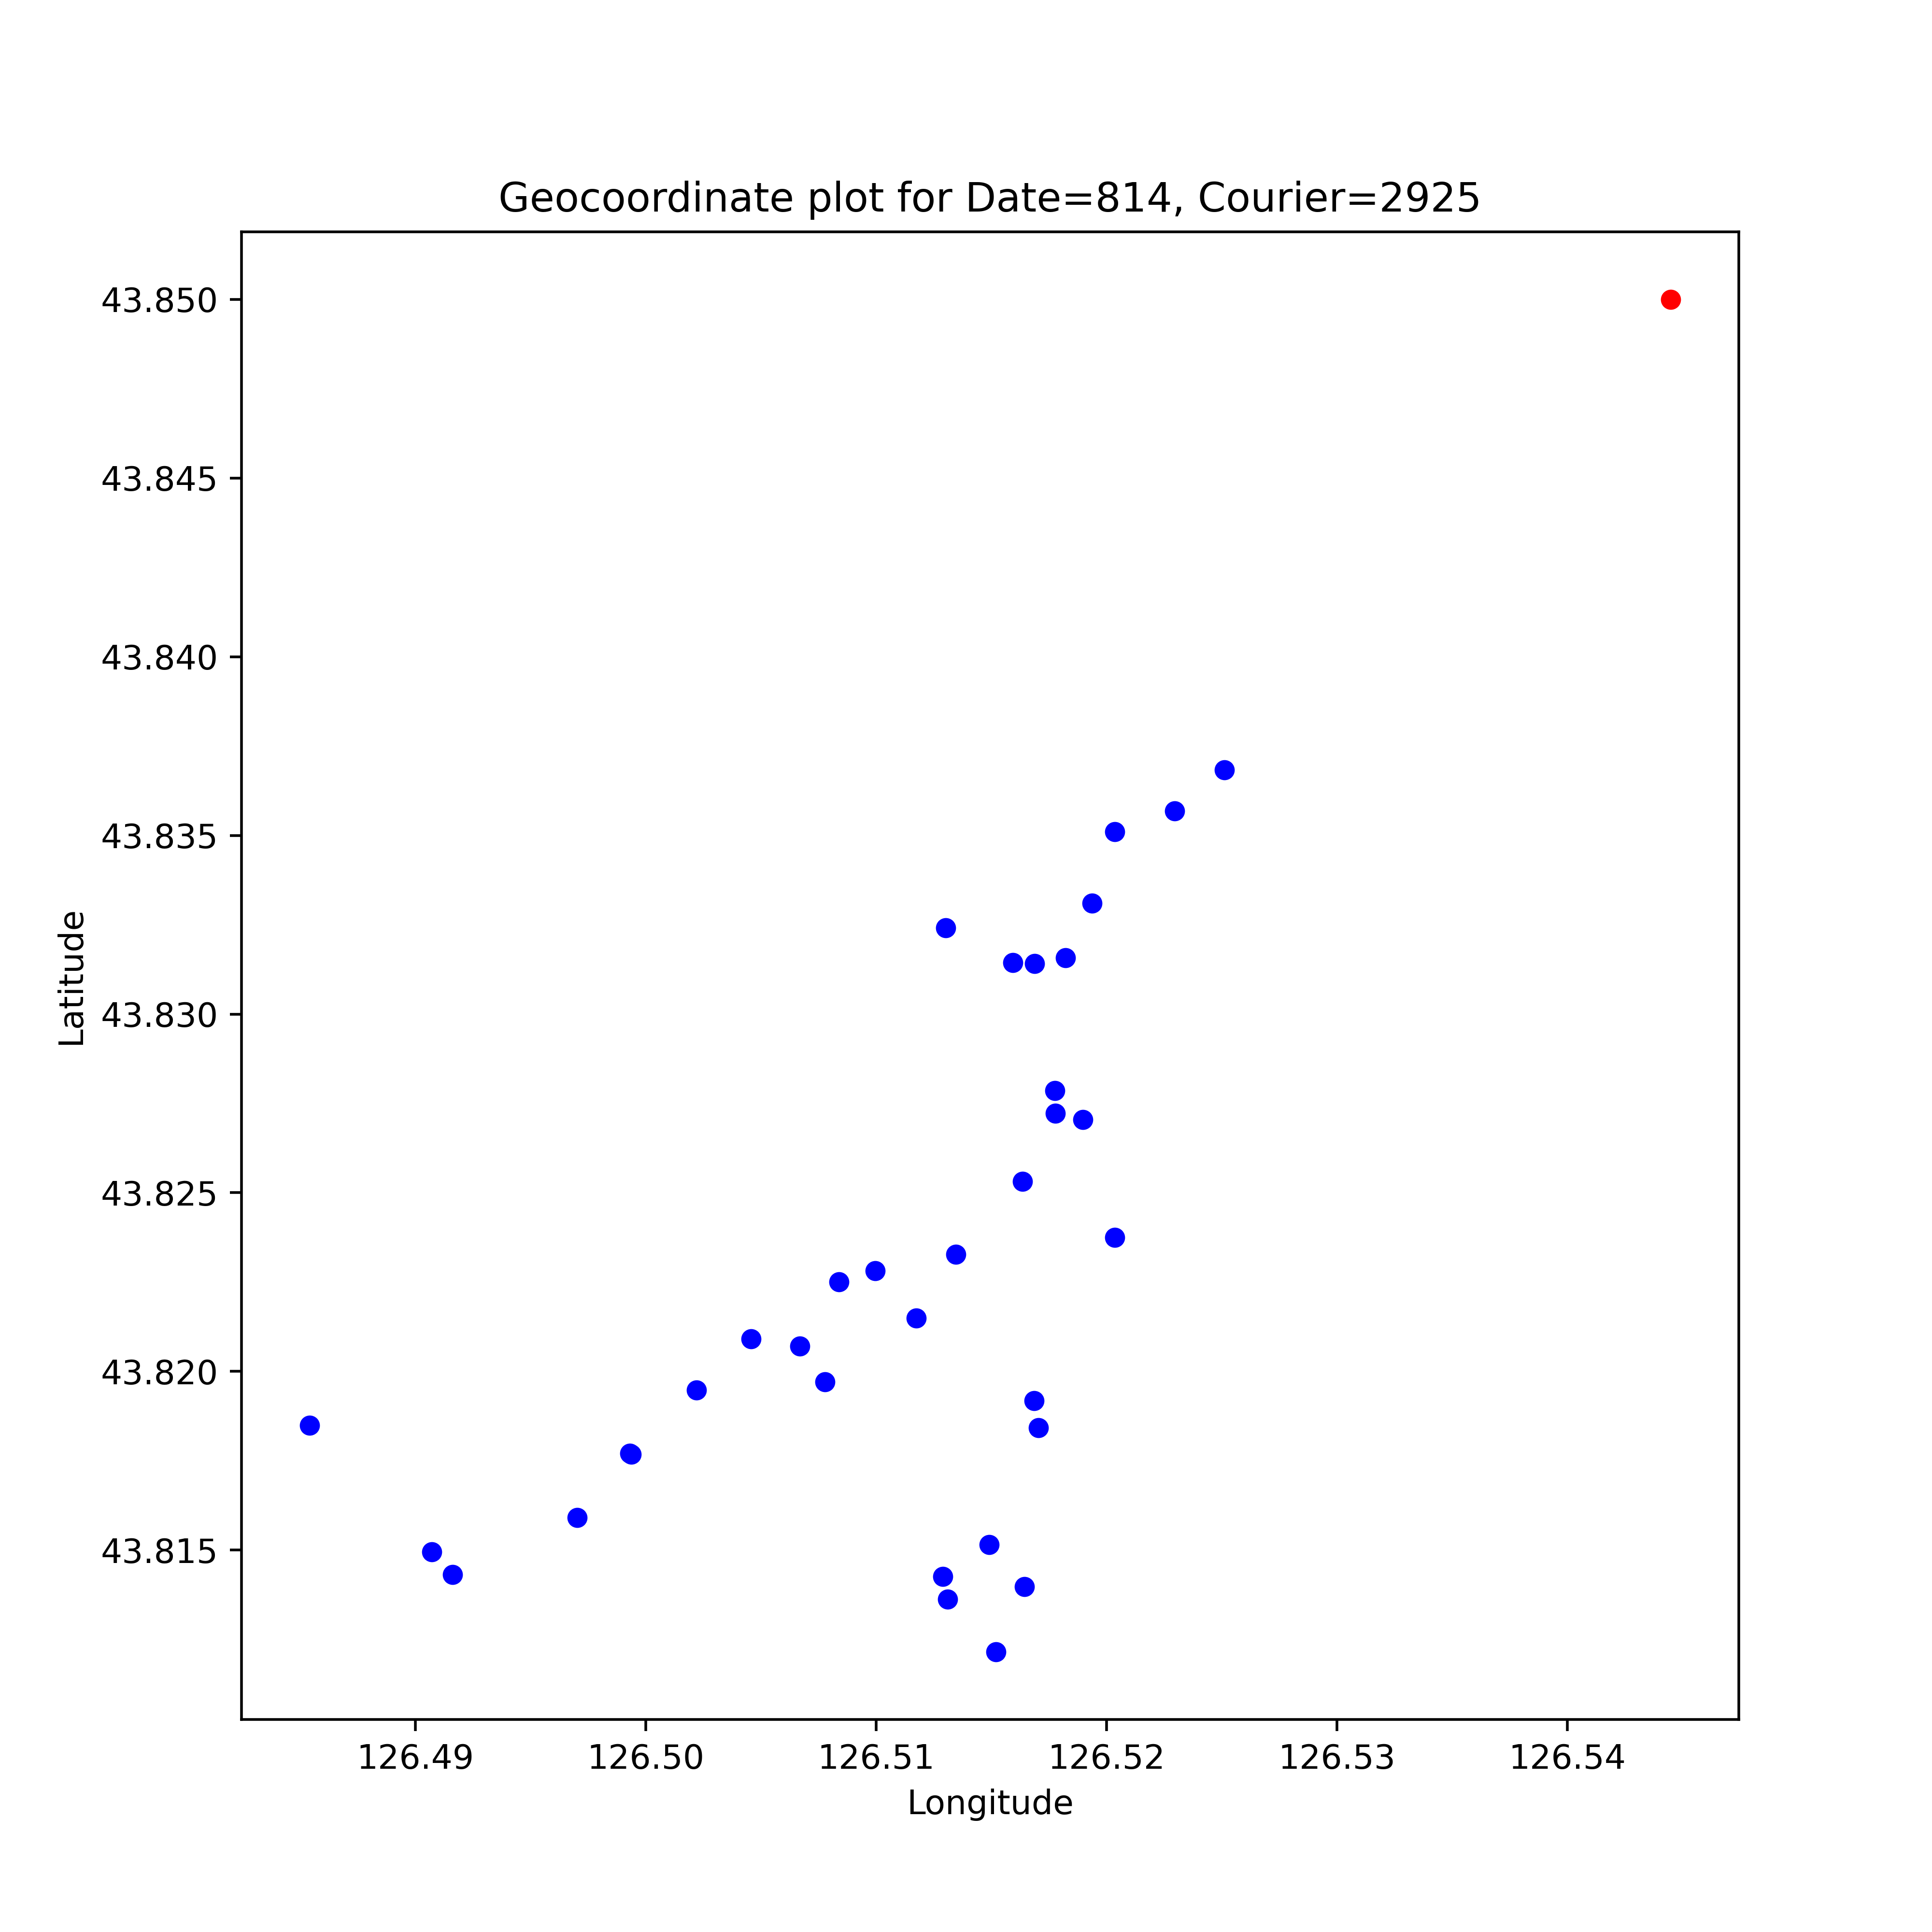 Geocoordinate plot for Date=814, Courier=2925
43.850
43.845
43.840
43.835
43.830
43.825
43.820
43.815
Latitude
126.49 126.50 126.51 126.52 126.53 126.54
Longitude